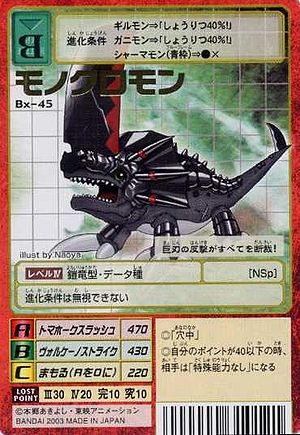 ギルモン⇒「しょうりつ40%!」
進化条件 ガニモン⇒「しょうりつ40%!」
シャーマモン(青枠)⇒●×
モノクロモン
Bx-45
illust by Naoya
巨刃の反撃がすべてを断裁!
レベルⅣ 鎧竜型・データ種 [NSp]
進化条件は無視できない
A トマホークスラッシュ 470
B ヴォルケーノストライク 430
C まもる(Aを0に) 220
○「穴中」
○自分のポイントが40以下の時、
相手は「特殊能力なし」になる
LOST POINT Ⅲ30 Ⅳ20 完10 究10
©本郷あきよし・東映アニメーション
BANDAI 2003 MADE IN JAPAN